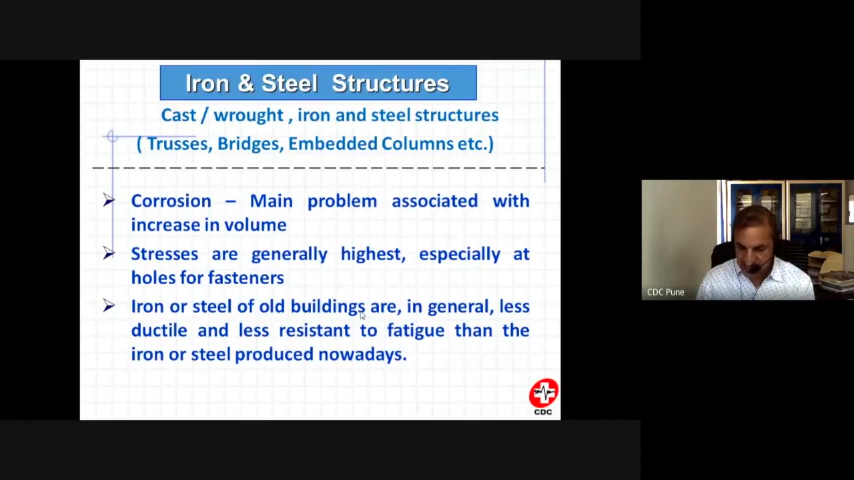 Iron & Steel Structures
Cast / wrought , iron and steel structures
( Trusses, Bridges, Embedded Columns etc.)
Corrosion – Main problem associated with
increase in volume
Stresses are generally highest, especially at
holes for fasteners
Iron or steel of old buildings are, in general, less
ductile and less resistant to fatigue than the
iron or steel produced nowadays.
CDC
CDC Pune